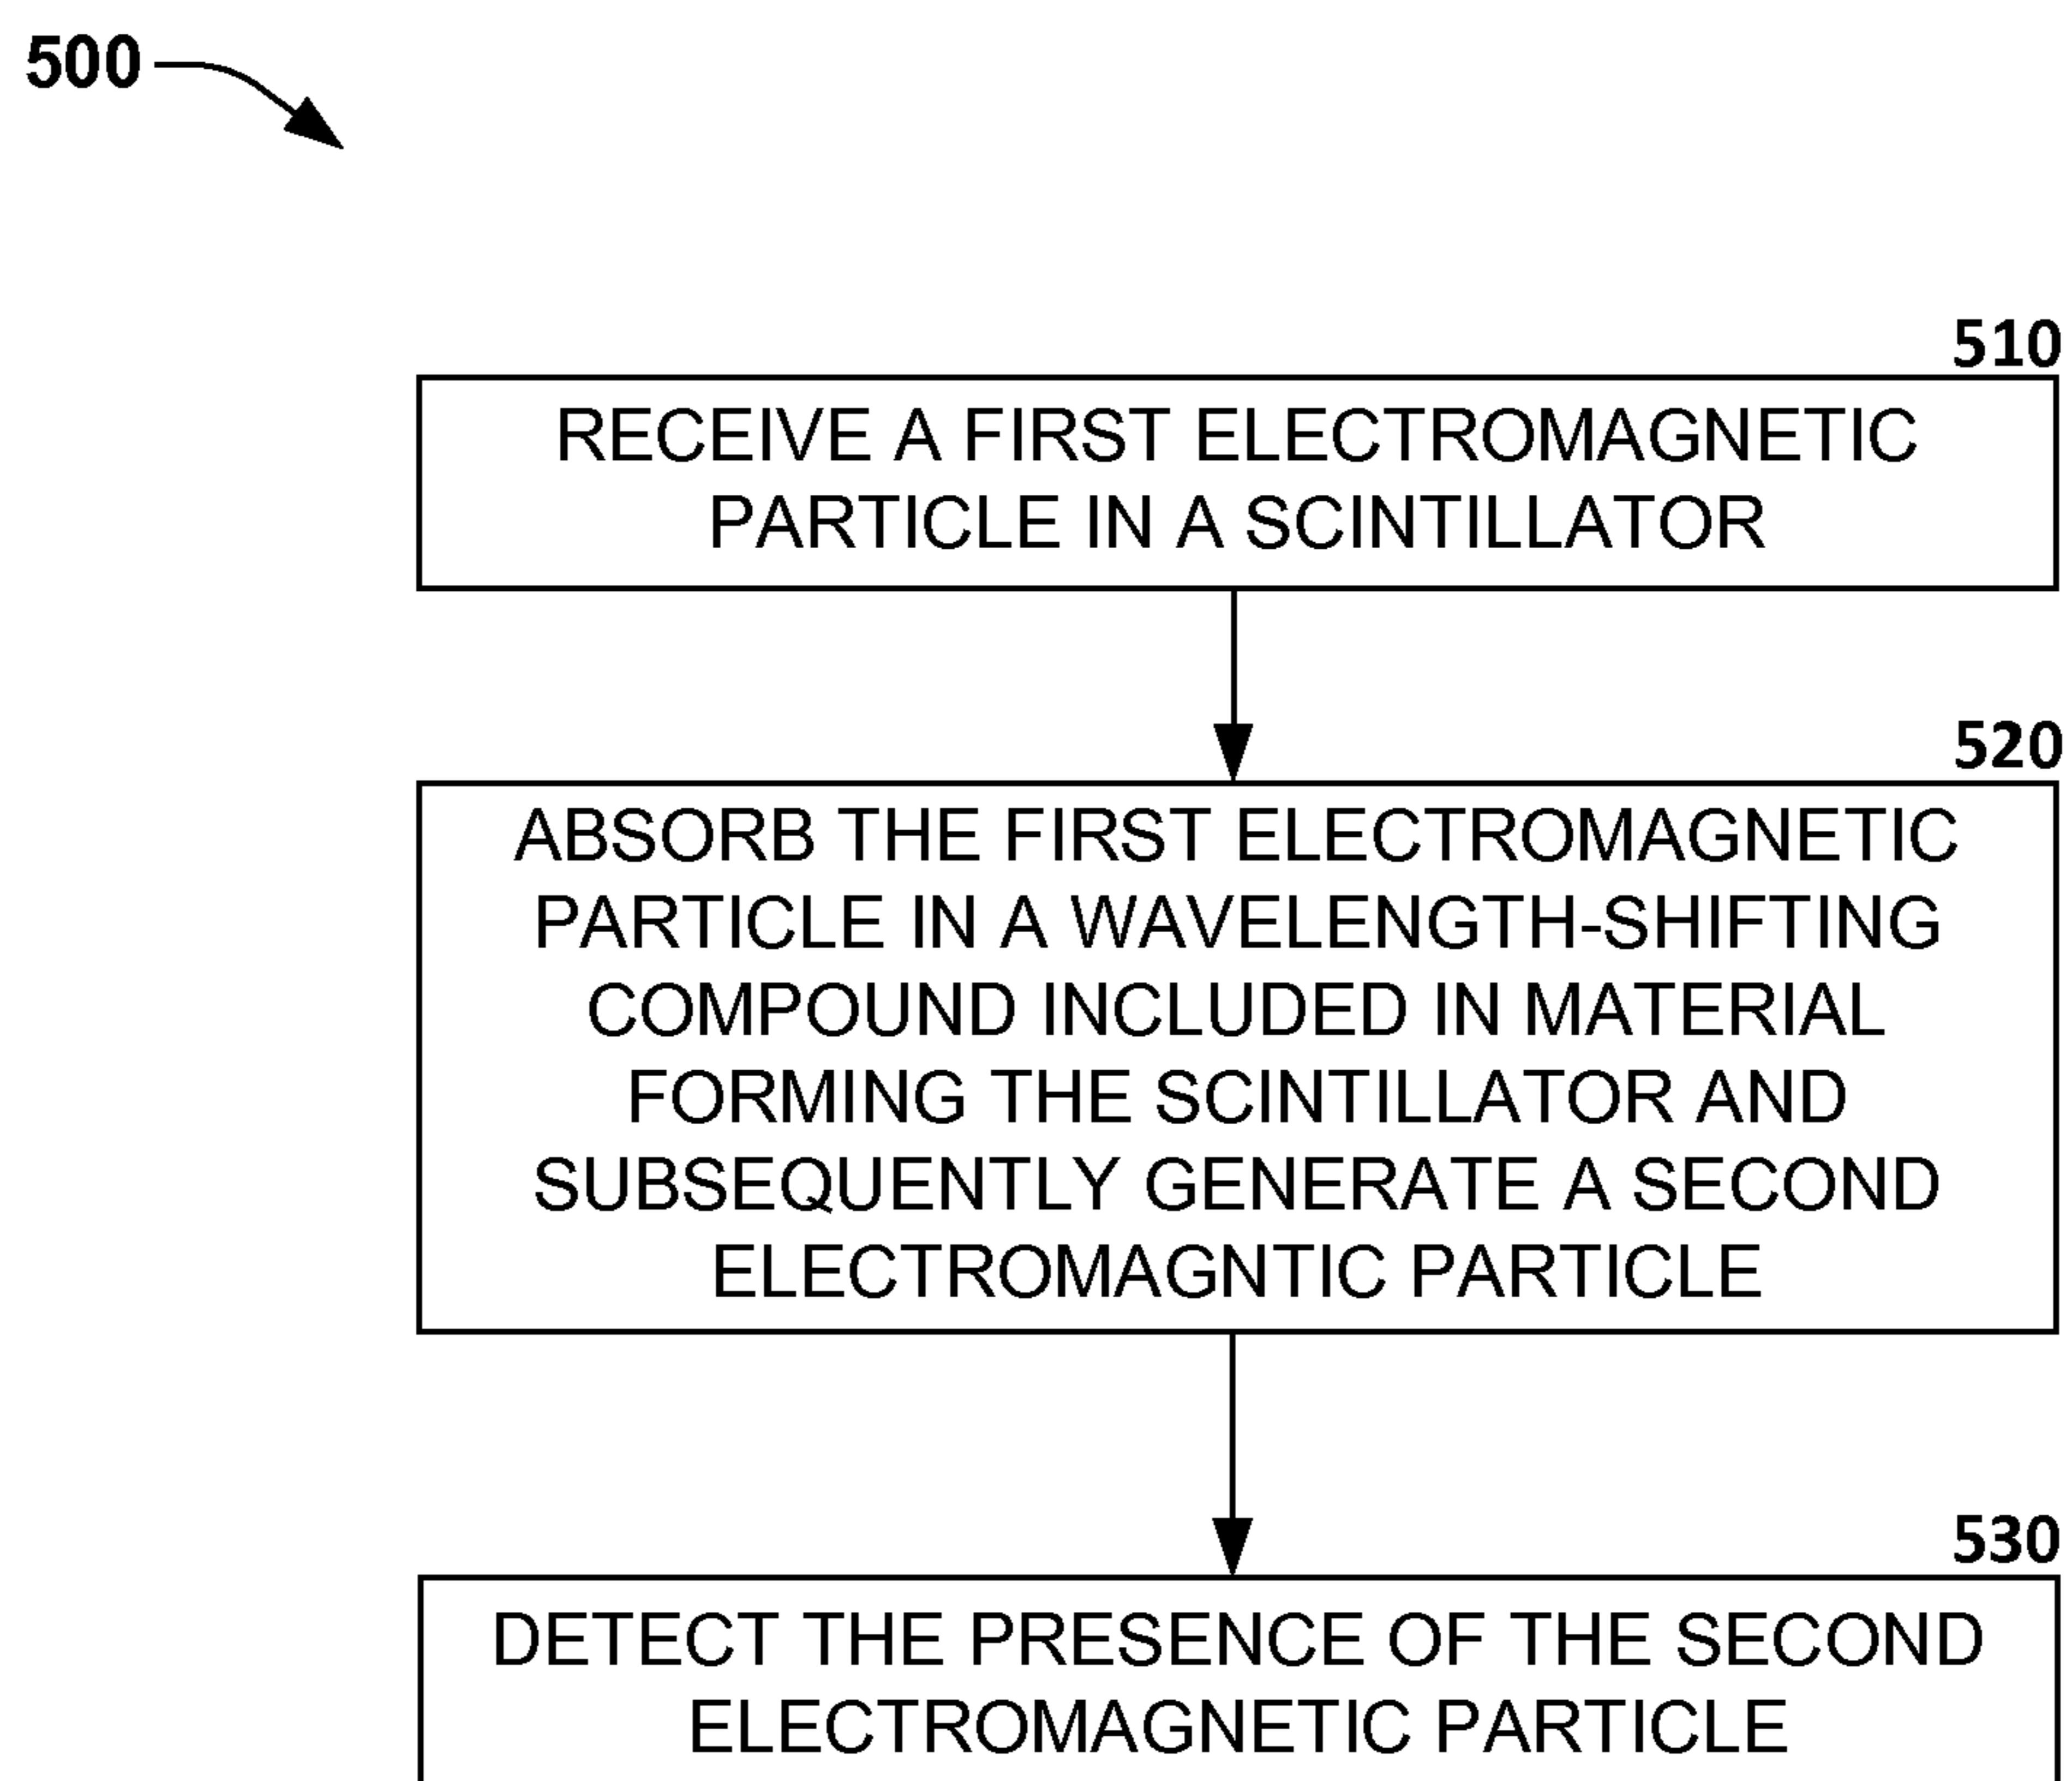 500
510
RECEIVE A FIRST ELECTROMAGNETIC
PARTICLE IN A SCINTILLATOR
520
ABSORB THE FIRST ELECTROMAGNETIC
PARTICLE IN A WAVELENGTH-SHIFTING
COMPOUND INCLUDED IN MATERIAL
FORMING THE SCINTILLATOR AND
SUBSEQUENTLY GENERATE A SECOND
ELECTROMAGNTIC PARTICLE
530
DETECT THE PRESENCE OF THE SECOND
ELECTROMAGNETIC PARTICLE